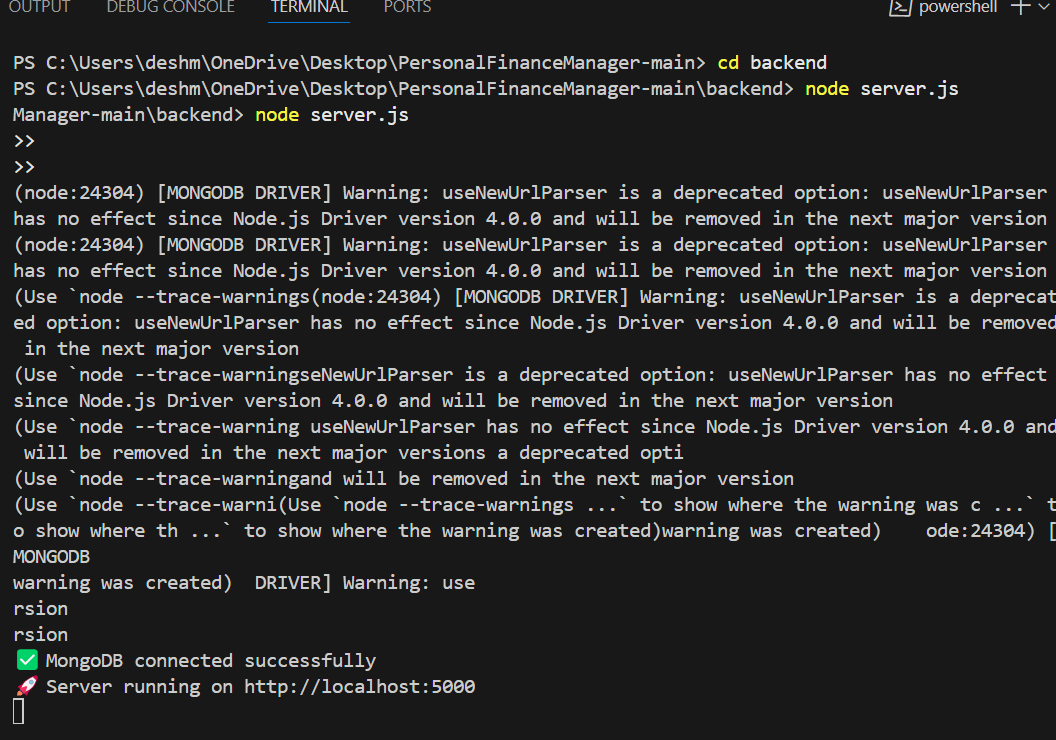 OUTPUT DEBUG CONSOLE TERMINAL PORTS powershell
PS C:\Users\deshm\OneDrive\Desktop\PersonalFinanceManager-main> cd backend
PS C:\Users\deshm\OneDrive\Desktop\PersonalFinanceManager-main\backend> node server.js
Manager-main\backend> node server.js
>>
>>
(node:24304) [MONGODB DRIVER] Warning: useNewUrlParser is a deprecated option: useNewUrlParser
has no effect since Node.js Driver version 4.0.0 and will be removed in the next major version
(node:24304) [MONGODB DRIVER] Warning: useNewUrlParser is a deprecated option: useNewUrlParser
has no effect since Node.js Driver version 4.0.0 and will be removed in the next major version
(Use `node --trace-warnings(node:24304) [MONGODB DRIVER] Warning: useNewUrlParser is a deprecat
ed option: useNewUrlParser has no effect since Node.js Driver version 4.0.0 and will be removed
in the next major version
(Use `node --trace-warningseNewUrlParser is a deprecated option: useNewUrlParser has no effect
since Node.js Driver version 4.0.0 and will be removed in the next major version
(Use `node --trace-warning useNewUrlParser has no effect since Node.js Driver version 4.0.0 and
will be removed in the next major versions a deprecated opti
(Use `node --trace-warningand will be removed in the next major version
(Use `node --trace-warni(Use `node --trace-warnings ...` to show where the warning was c ...` t
o show where th ...` to show where the warning was created)warning was created)    ode:24304) [
MONGODB
warning was created)  DRIVER] Warning: use
rsion
rsion
✅ MongoDB connected successfully
🚀 Server running on http://localhost:5000